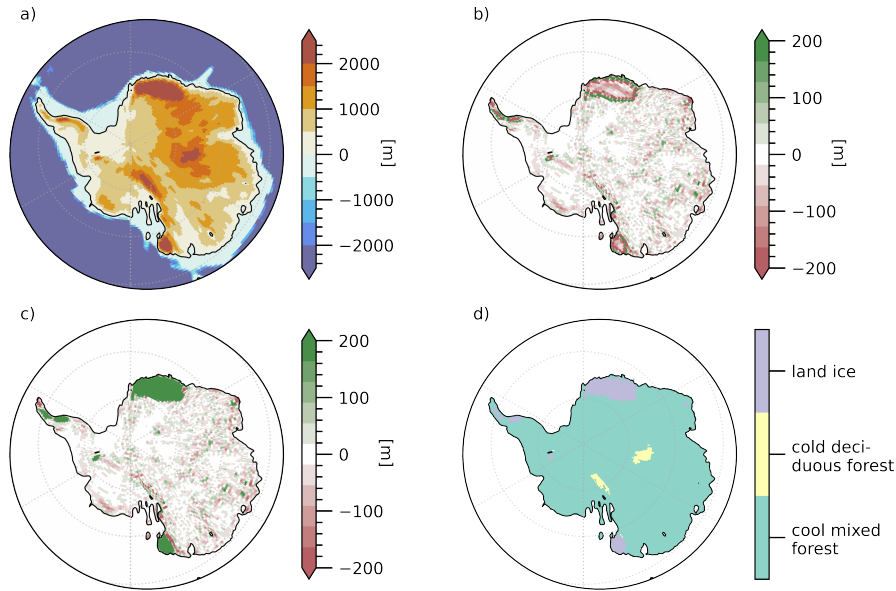 a)
2000
1000
0
−1000
−2000
[m]
b)
200
100
0
−100
−200
[m]
c)
200
100
0
−100
−200
[m]
d)
land ice
cold deci-
duous forest
cool mixed
forest